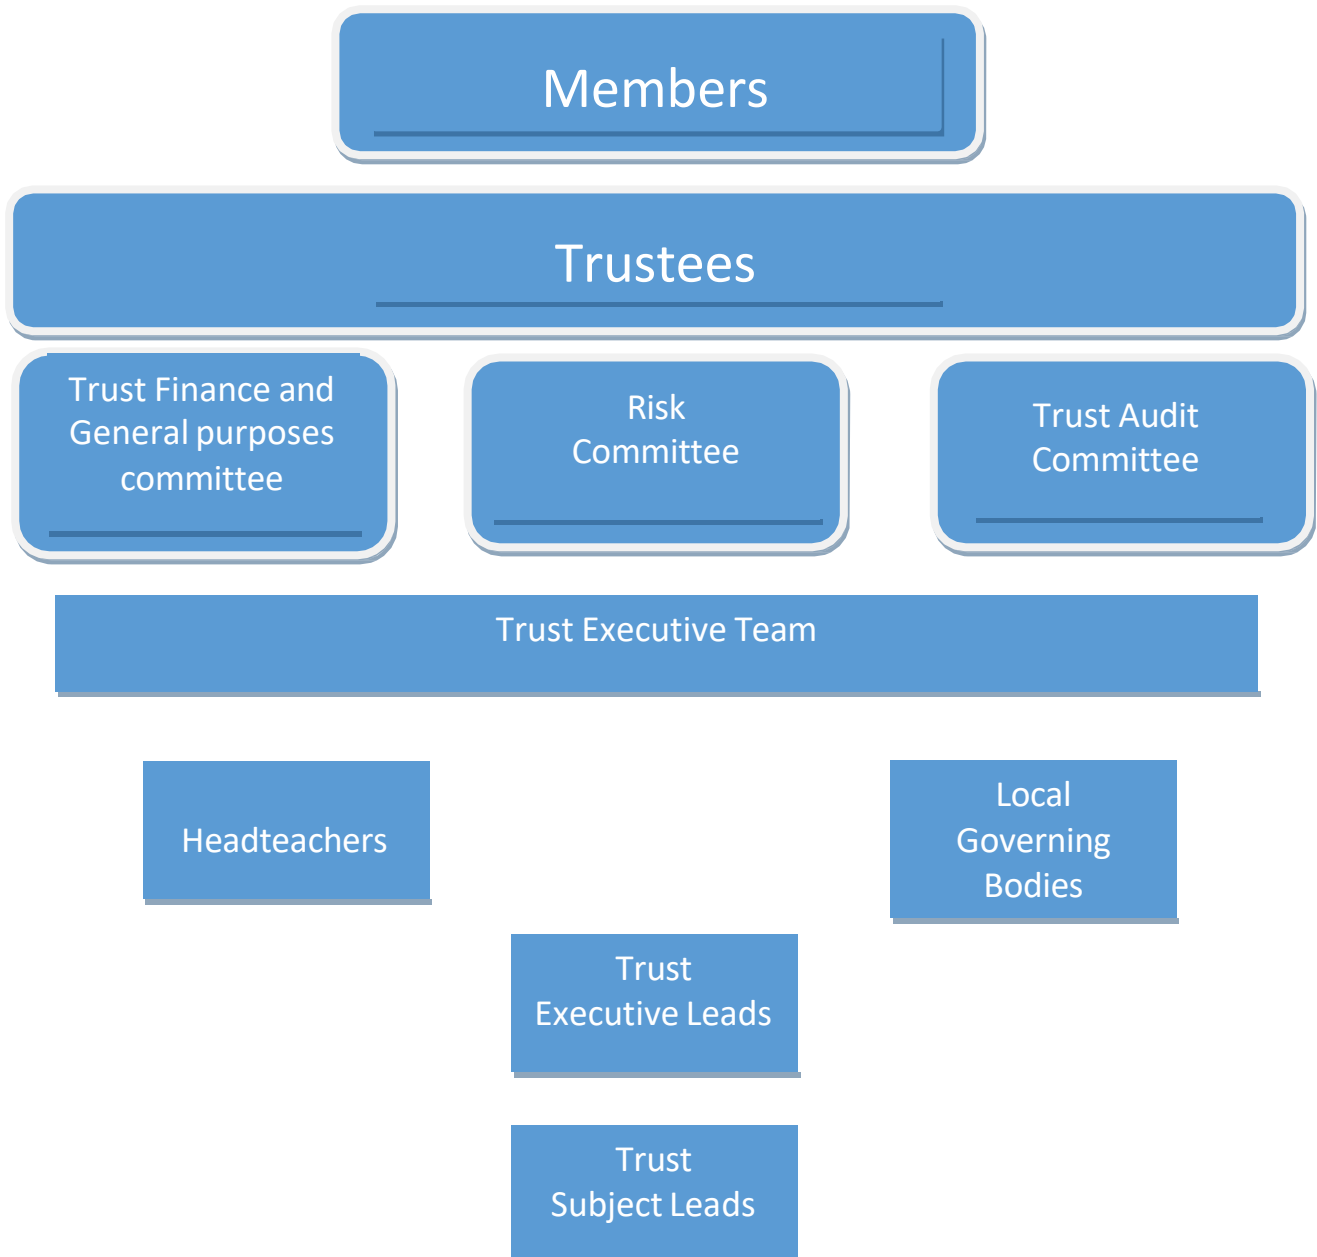 Members
Trustees
Trust Finance and
General purposes
committee
Risk
Committee
Trust Audit
Committee
Trust Executive Team
Headteachers
Local
Governing
Bodies
Trust
Executive Leads
Trust
Subject Leads